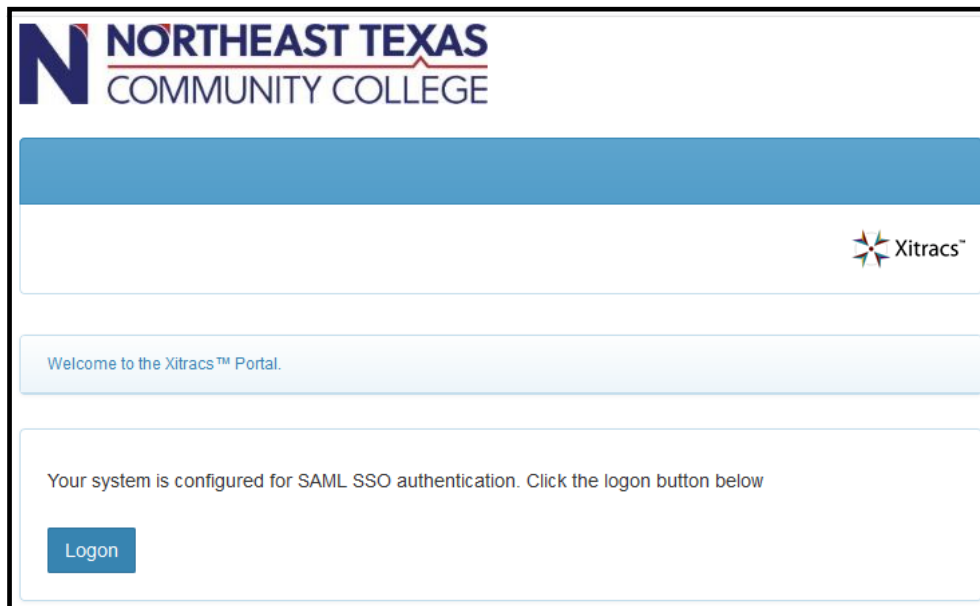 NORTHEAST TEXAS
COMMUNITY COLLEGE
Xitracs™
Welcome to the Xitracs™ Portal.
Your system is configured for SAML SSO authentication. Click the logon button below
Logon